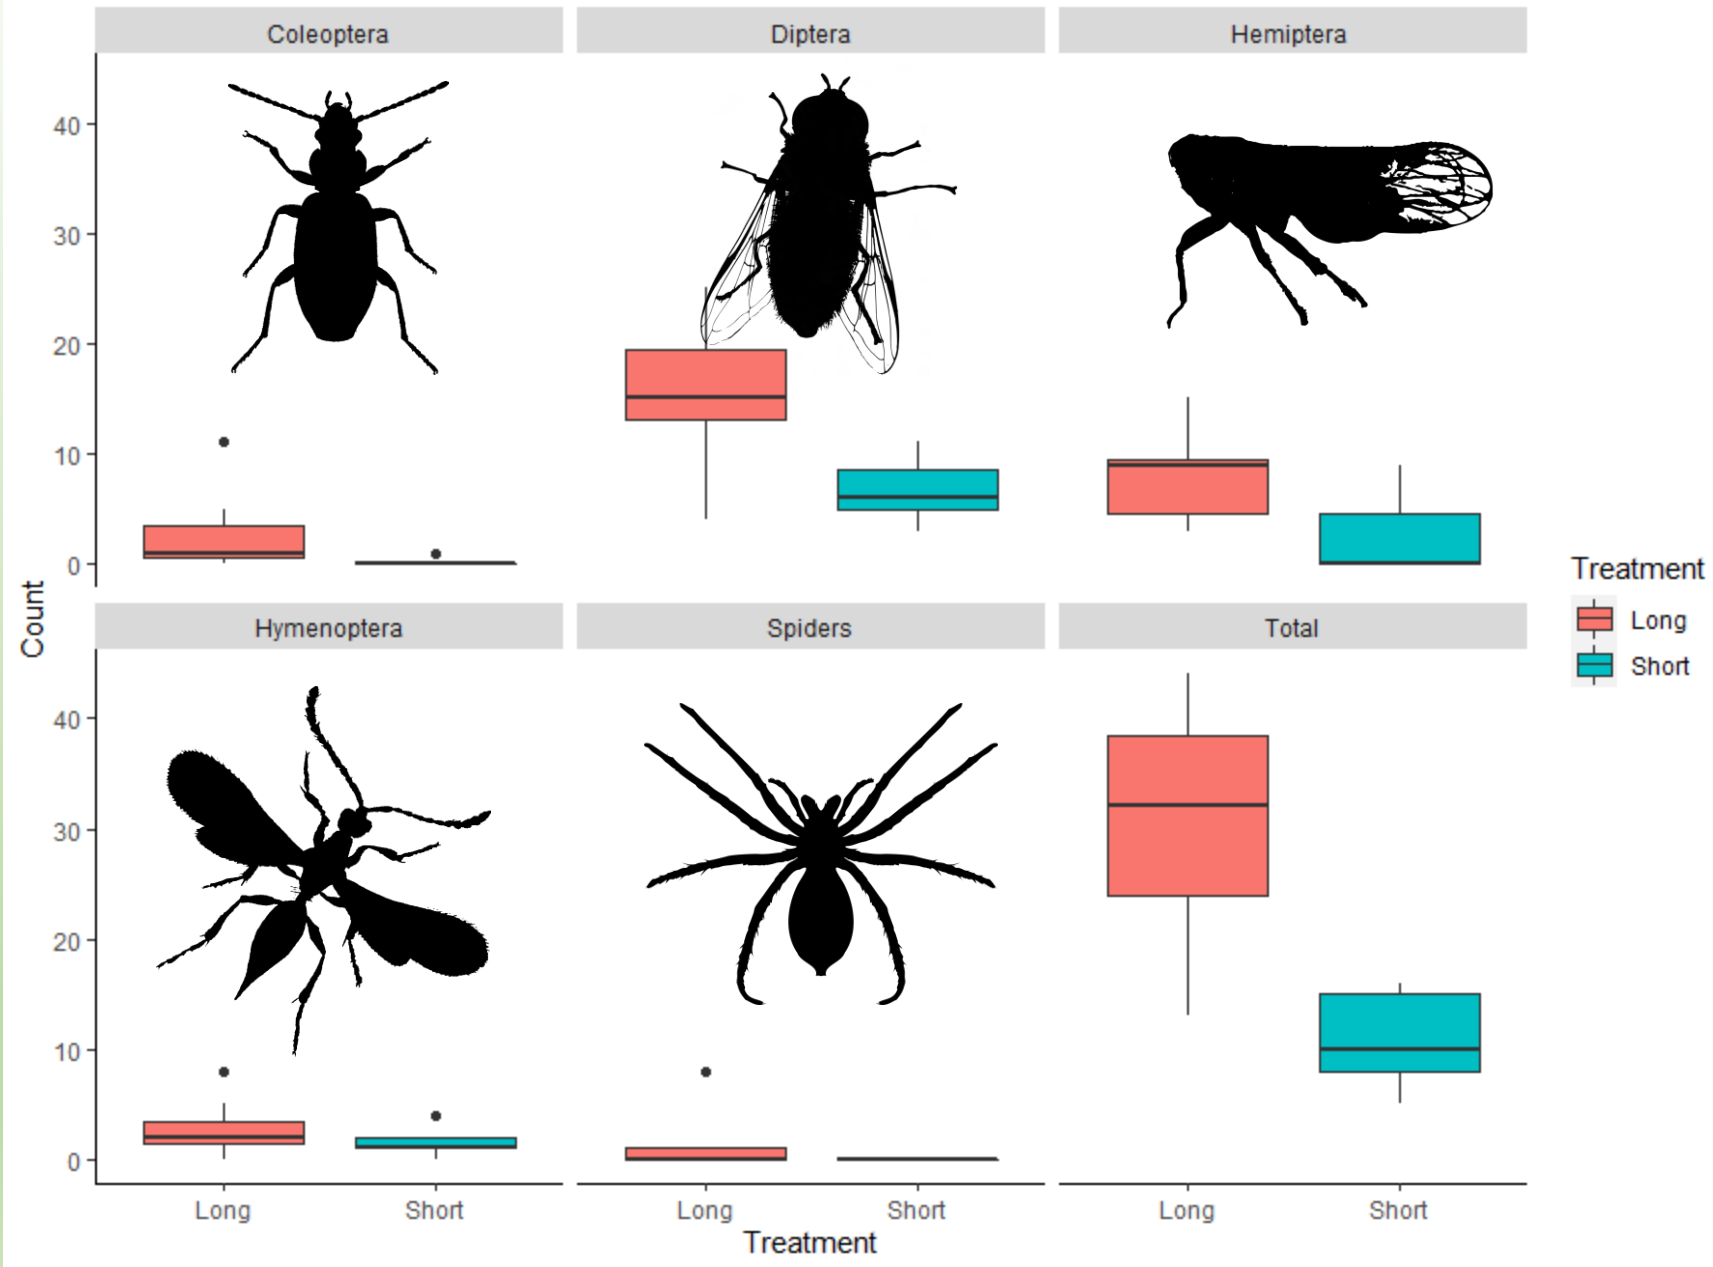 Coleoptera
Diptera
Hemiptera
40
30
20
10
0
Count
Hymenoptera
Spiders
Total
40
30
20
10
0
Long
Short
Long
Short
Long
Short
Treatment
Treatment
Long
Short